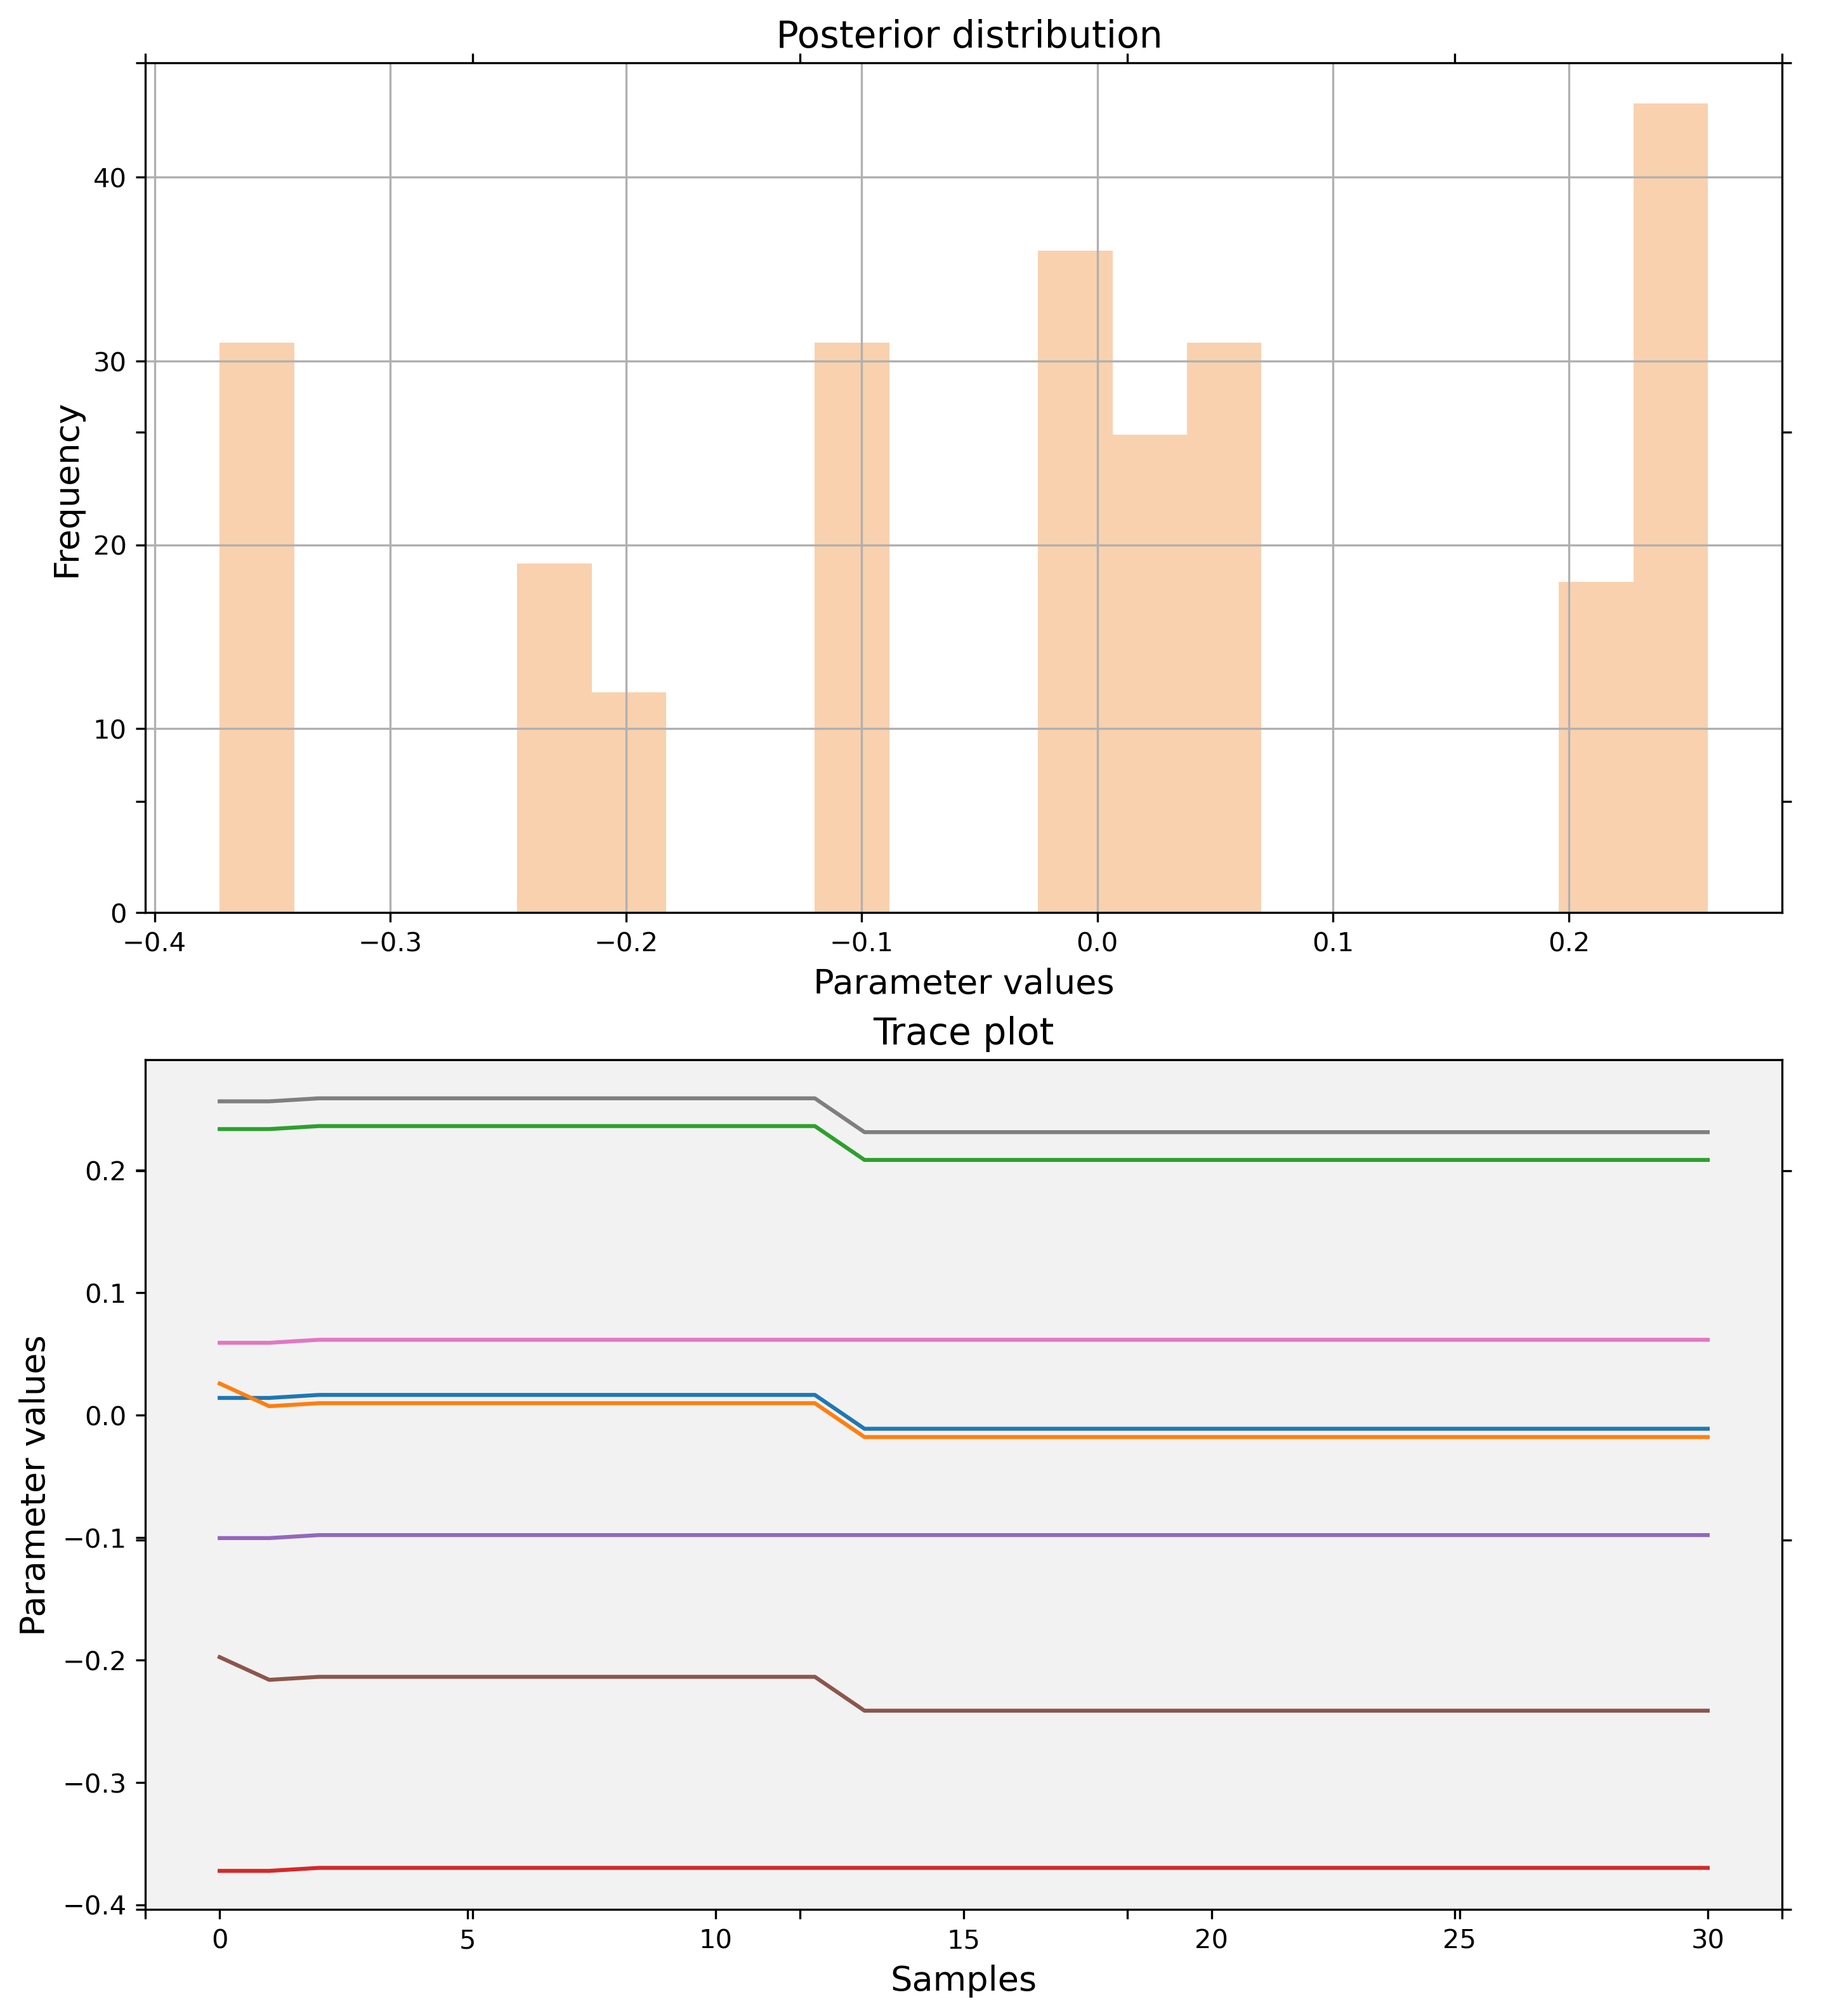 Posterior distribution
Frequency
40
30
20
10
0
−0.4 −0.3 −0.2 −0.1 0.0 0.1 0.2
Parameter values
Trace plot
Parameter values
0.2
0.1
0.0
−0.1
−0.2
−0.3
−0.4
0 5 10 15 20 25 30
Samples